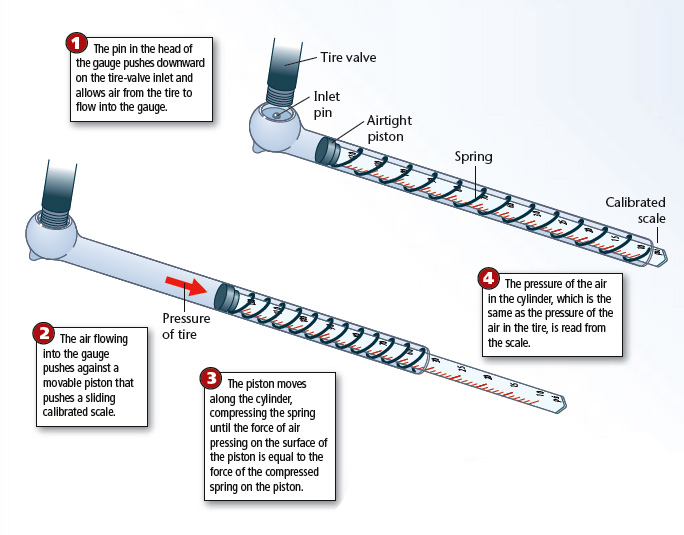 1 The pin in the head of
the gauge pushes downward
on the tire-valve inlet and
allows air from the tire to
flow into the gauge.
Tire valve
Inlet
pin
Airtight
piston
Spring
Calibrated
scale
Pressure
of tire
2 The air flowing
into the gauge
pushes against a
movable piston that
pushes a sliding
calibrated scale.
3 The piston moves
along the cylinder,
compressing the spring
until the force of air
pressing on the surface of
the piston is equal to the
force of the compressed
spring on the piston.
4 The pressure of the air
in the cylinder, which is the
same as the pressure of the
air in the tire, is read from
the scale.